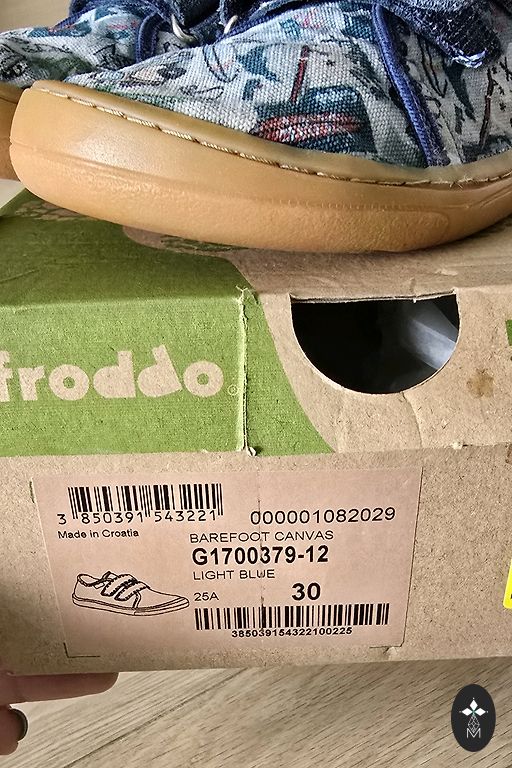 froddo
3 850391 543221
000001082029
Made in Croatia
BAREFOOT CANVAS
G1700379-12
LIGHT BLUE
25A
30
385039154322100225
M